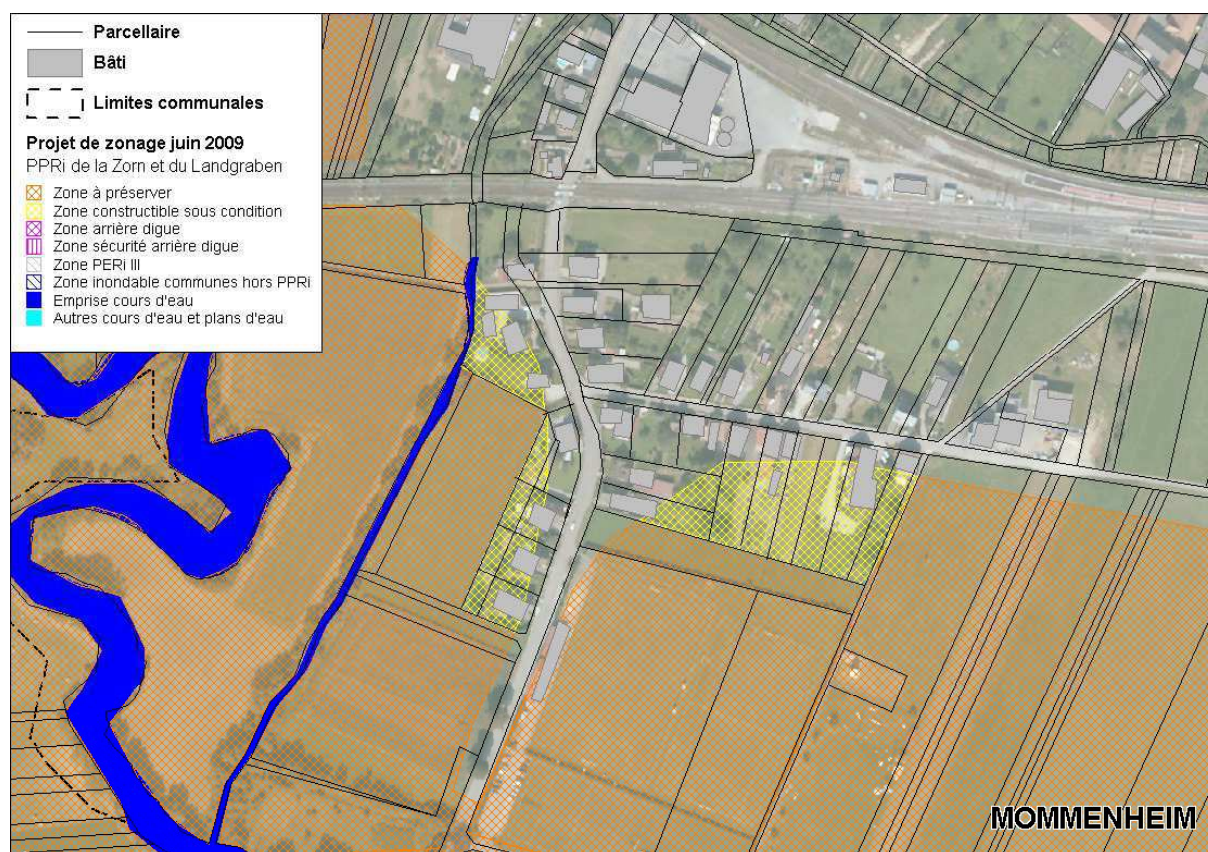 Parcellaire
Bâti
Limites communales
Projet de zonage juin 2009
PPRi de la Zorn et du Landgraben
Zone à préserver
Zone constructible sous condition
Zone arrière digue
Zone sécurité arrière digue
Zone PERi III
Zone inondable communes hors PPRi
Emprise cours d'eau
Autres cours d'eau et plans d'eau
MOMMENHEIM